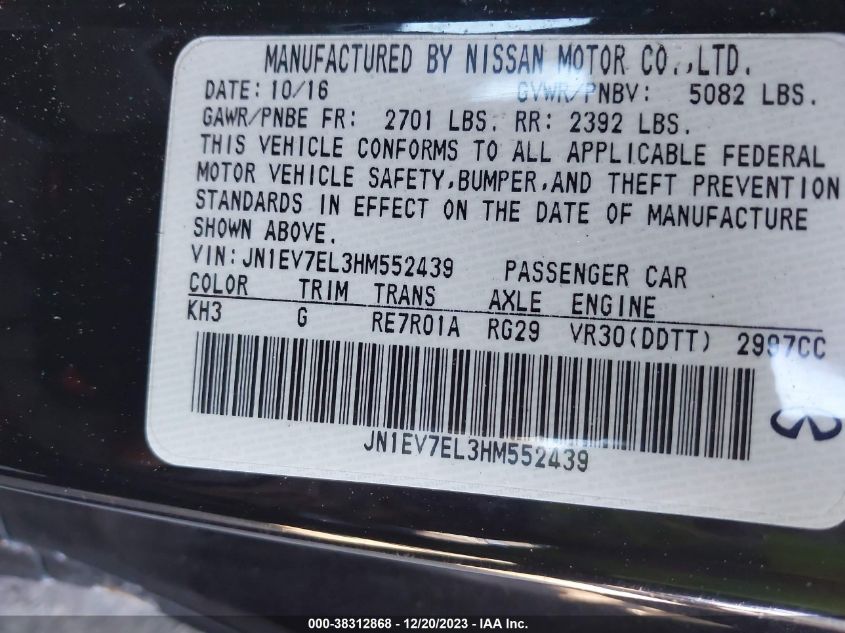 MANUFACTURED BY NISSAN MOTOR CO.,LTD.
DATE: 10/16 GVWR/PNBV: 5082 LBS.
GAWR/PNBE FR: 2701 LBS. RR: 2392 LBS.
THIS VEHICLE CONFORMS TO ALL APPLICABLE FEDERAL
MOTOR VEHICLE SAFETY,BUMPER,AND THEFT PREVENTION
STANDARDS IN EFFECT ON THE DATE OF MANUFACTURE
SHOWN ABOVE.
VIN:JN1EV7EL3HM552439 PASSENGER CAR
COLOR TRIM TRANS AXLE ENGINE
KH3 G RE7R01A RG29 VR30(DDTT) 2997CC
JN1EV7EL3HM552439
000-38312868 - 12/20/2023 - IAA Inc.